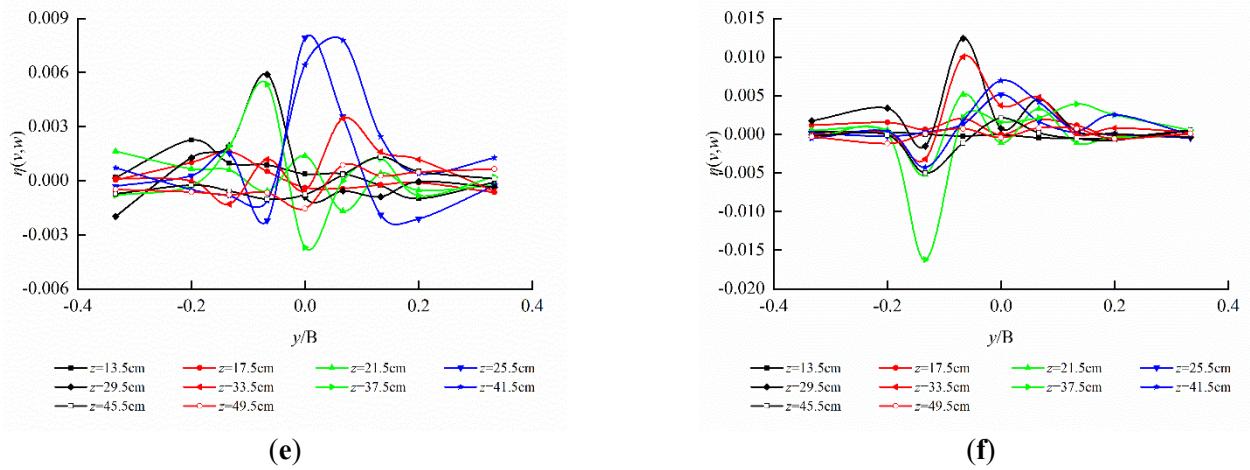 0.009
0.006
0.003
0.000
-0.003
-0.006
η(v,w)
-0.4 -0.2 0.0 0.2 0.4
y/B
z=13.5cm z=17.5cm z=21.5cm z=25.5cm
z=29.5cm z=33.5cm z=37.5cm z=41.5cm
z=45.5cm z=49.5cm
(e)
0.015
0.010
0.005
0.000
-0.005
-0.010
-0.015
-0.020
η(v,w)
-0.4 -0.2 0.0 0.2 0.4
y/B
z=13.5cm z=17.5cm z=21.5cm z=25.5cm
z=29.5cm z=33.5cm z=37.5cm z=41.5cm
z=45.5cm z=49.5cm
(f)